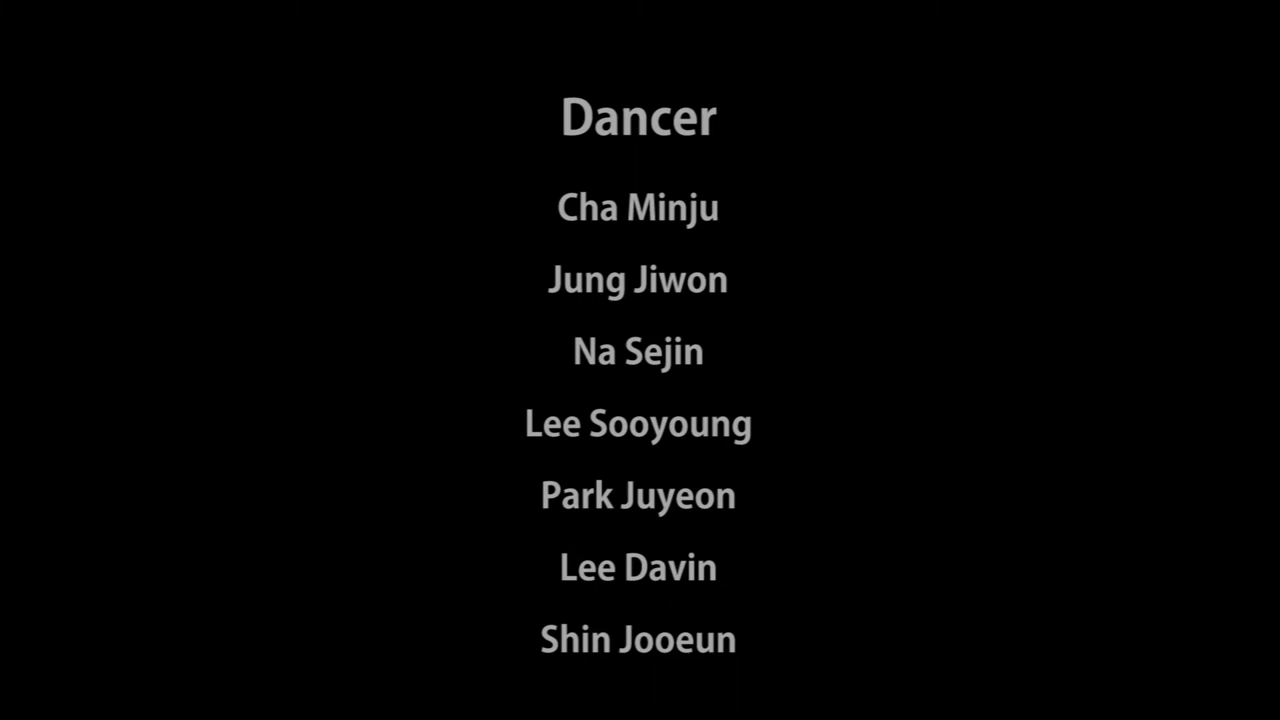 Dancer
Cha Minju
Jung Jiwon
Na Sejin
Lee Sooyoung
Park Juyeon
Lee Davin
Shin Jooeun